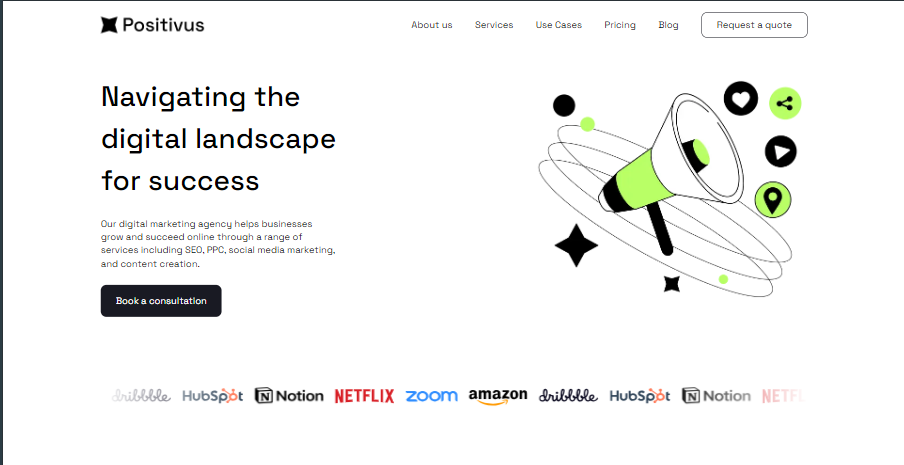 Positivus
About us Services Use Cases Pricing Blog Request a quote
Navigating the
digital landscape
for success
Our digital marketing agency helps businesses
grow and succeed online through a range of
services including SEO, PPC, social media marketing,
and content creation.
Book a consultation
dribbble HubSpot Notion NETFLIX zoom amazon dribbble HubSpot Notion NETFL